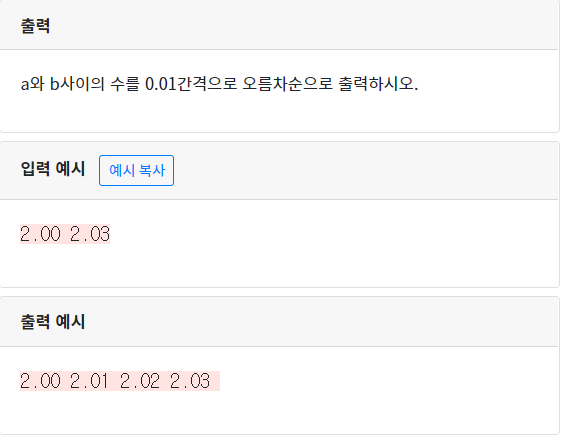 출력
a와 b사이의 수를 0.01간격으로 오름차순으로 출력하시오.
입력 예시 예시 복사
2.00 2.03
출력 예시
2.00 2.01 2.02 2.03